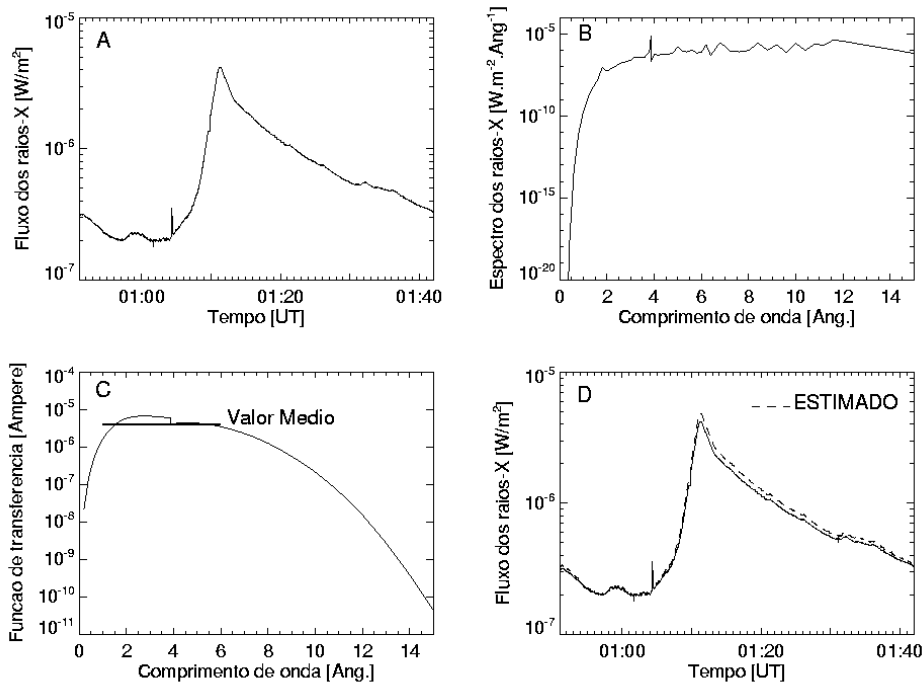 A
Fluxo dos raios-X [W/m²]
10⁻⁵
10⁻⁶
10⁻⁷
01:00 01:20 01:40
Tempo [UT]
B
Espectro dos raios-X [W.m⁻².Ang⁻¹]
10⁻⁵
10⁻¹⁰
10⁻¹⁵
10⁻²⁰
0 2 4 6 8 10 12 14
Comprimento de onda [Ang.]
C
Funcao de transferencia [Ampere]
10⁻⁴
10⁻⁵
10⁻⁶
10⁻⁷
10⁻⁸
10⁻⁹
10⁻¹⁰
10⁻¹¹
Valor Medio
0 2 4 6 8 10 12 14
Comprimento de onda [Ang.]
D
ESTIMADO
Fluxo dos raios-X [W/m²]
10⁻⁵
10⁻⁶
10⁻⁷
01:00 01:20 01:40
Tempo [UT]